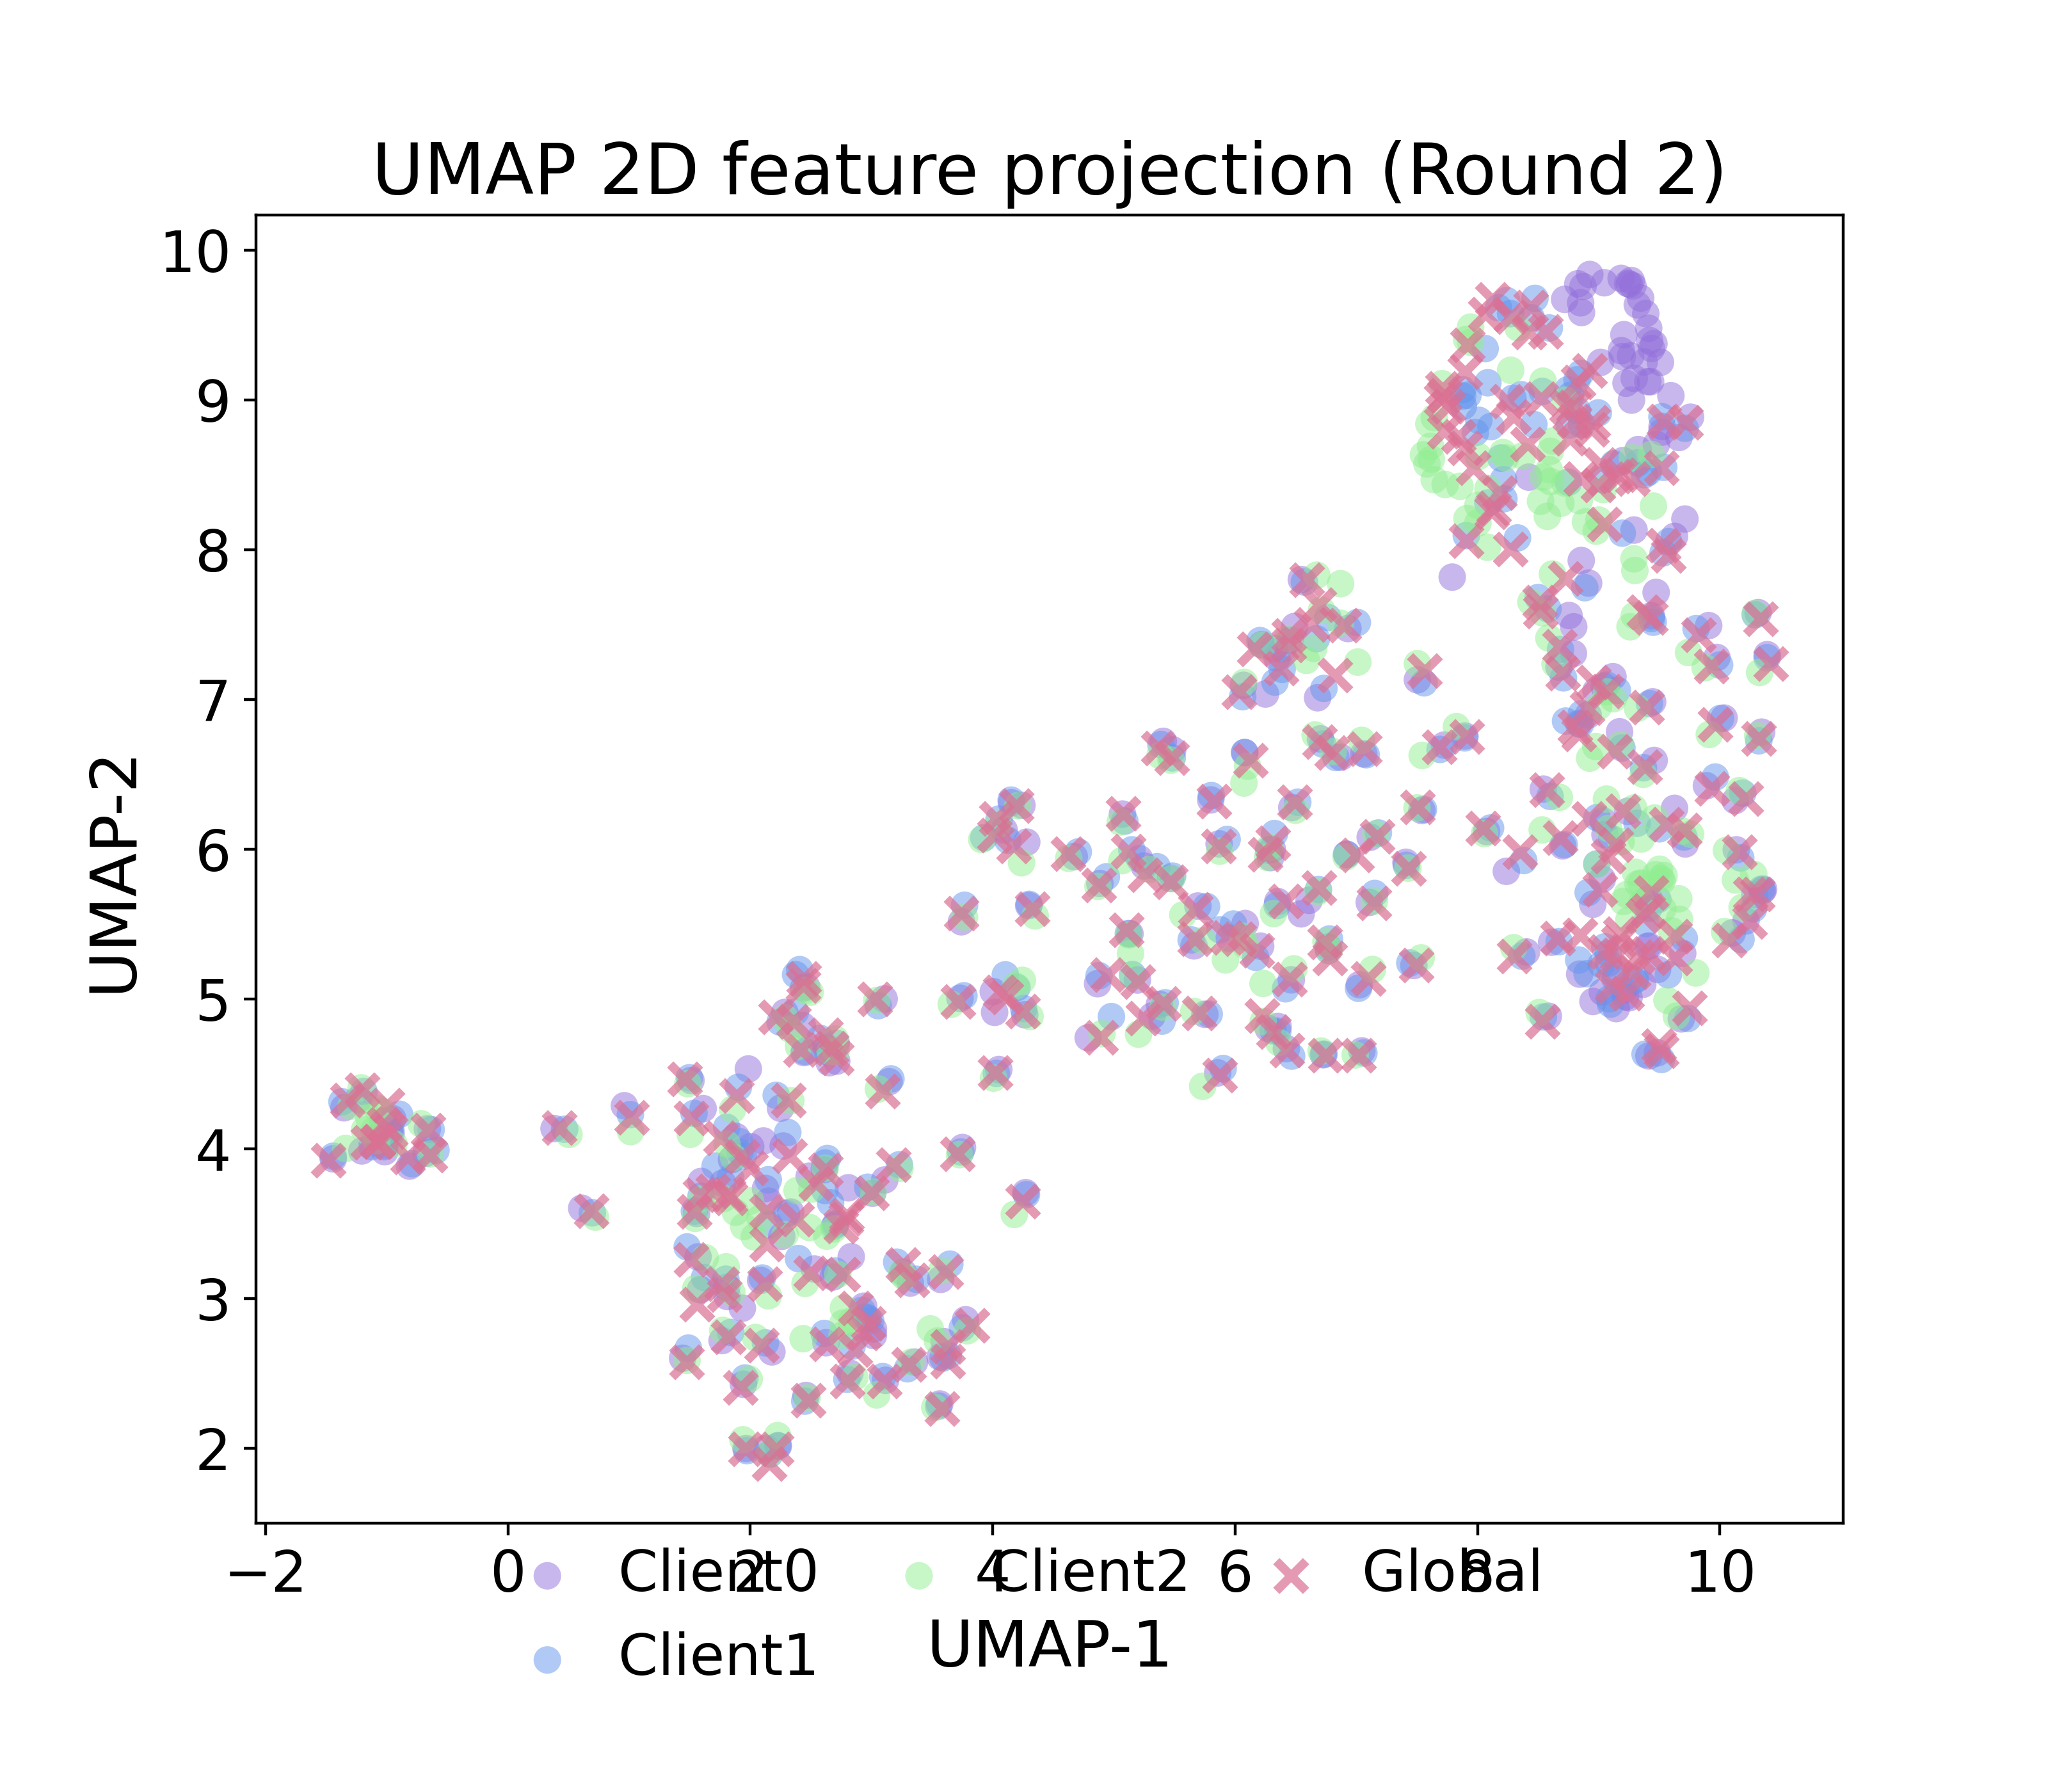 UMAP 2D feature projection (Round 2)
10
9
8
7
6
5
4
3
2
UMAP-2
−2 0 2 4 6 8 10
Client0 Client2 Global
Client1
UMAP-1